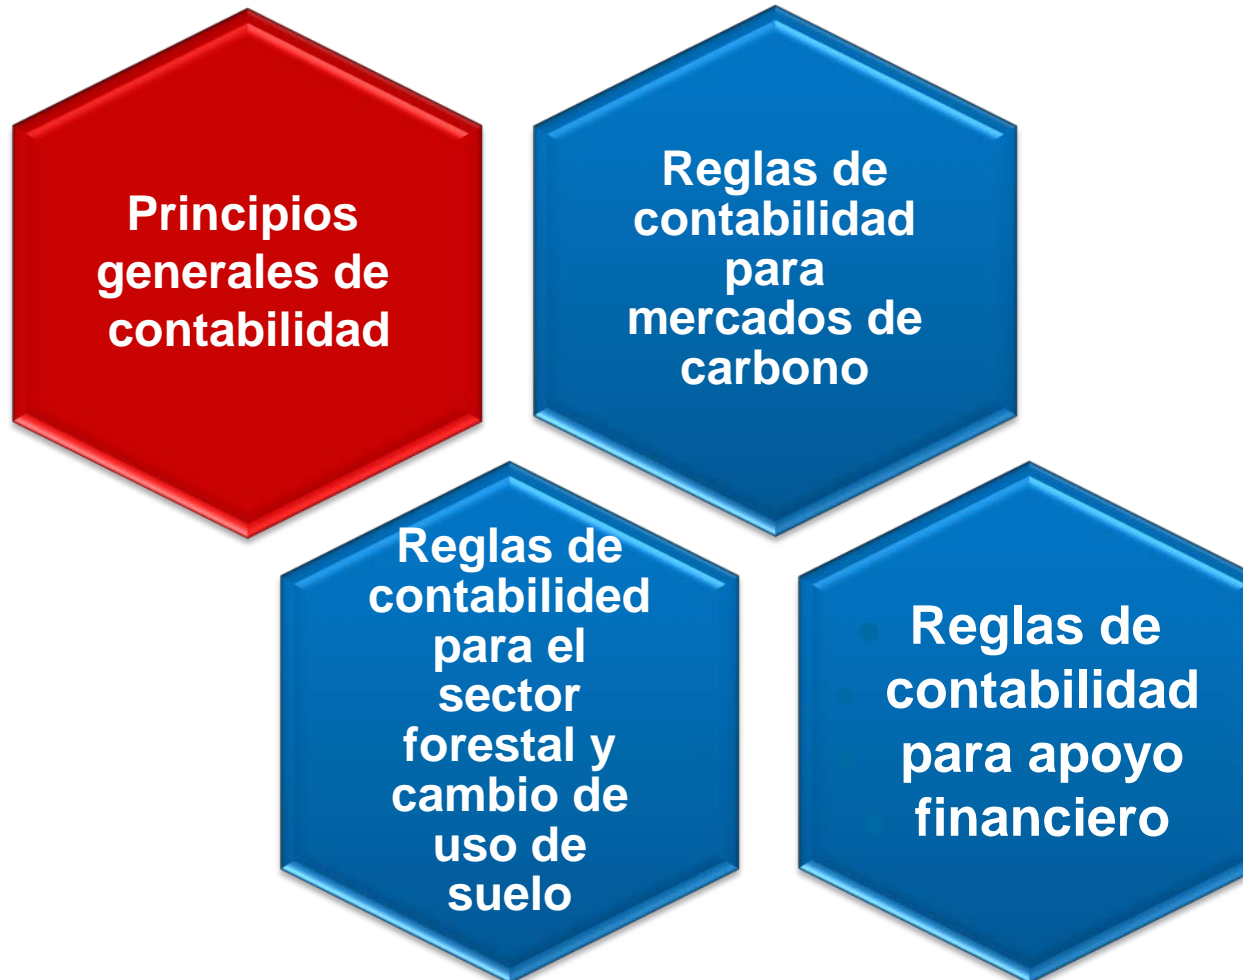 Principios
generales de
contabilidad
Reglas de
contabilidad
para
mercados de
carbono
Reglas de
contabilided
para el
sector
forestal y
cambio de
uso de
suelo
Reglas de
contabilidad
para apoyo
financiero